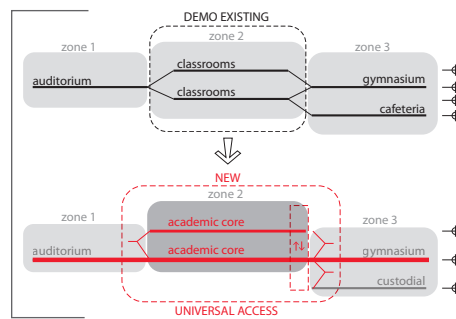 DEMO EXISTING
zone 1
zone 2
zone 3
classrooms
auditorium
gymnasium
classrooms
cafeteria
NEW
zone 2
zone 1
zone 3
academic core
auditorium
academic core
gymnasium
custodial
UNIVERSAL ACCESS